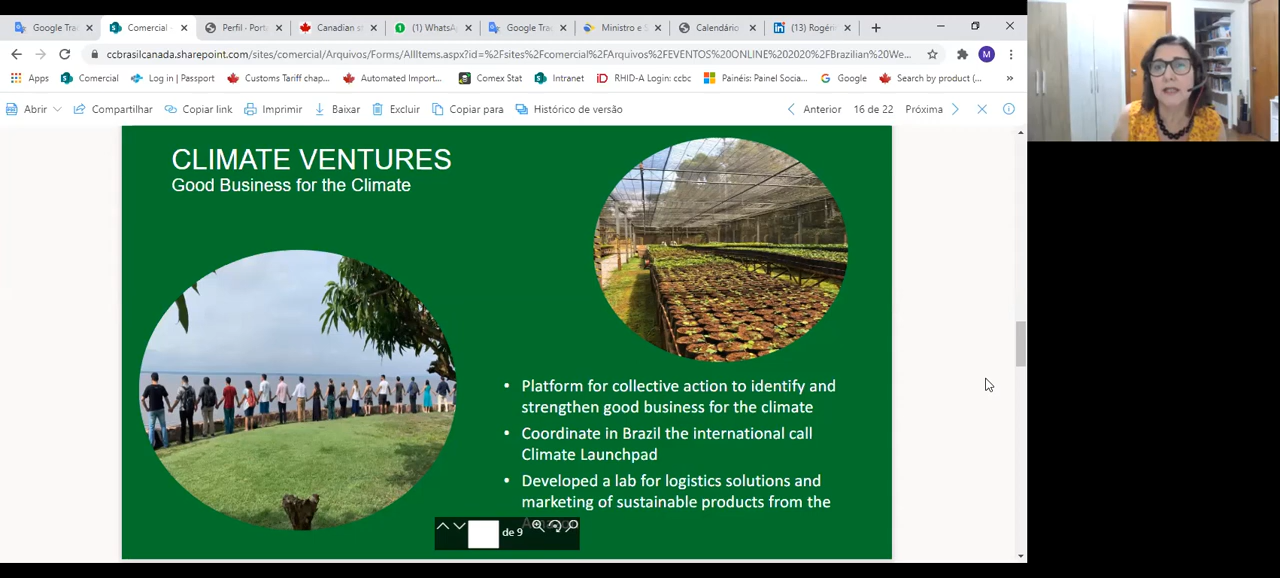 Google Tra
Comercial -
Perfil - Port
Canadian st
(1) WhatsA
Google Tra
Ministro e S
Calendário
(13) Rogéri
ccbrasilcanada.sharepoint.com/sites/comercial/Arquivos/Forms/AllItems.aspx?id=%2Fsites%2Fcomercial%2FArquivos%2FEVENTOS%20ONLINE%202020%2FBrazilian%20We...
M
Apps
Comercial
Log in | Passport
Customs Tariff chap...
Automated Import...
Comex Stat
Intranet
RHID-A Login: ccbc
Painéis: Painel Socia...
Google
Search by product (...
Abrir
Compartilhar
Copiar link
Imprimir
Baixar
Excluir
Copiar para
Histórico de versão
Anterior
16 de 22
Próxima
CLIMATE VENTURES
Good Business for the Climate
• Platform for collective action to identify and
strengthen good business for the climate
• Coordinate in Brazil the international call
Climate Launchpad
• Developed a lab for logistics solutions and
marketing of sustainable products from the
de 9